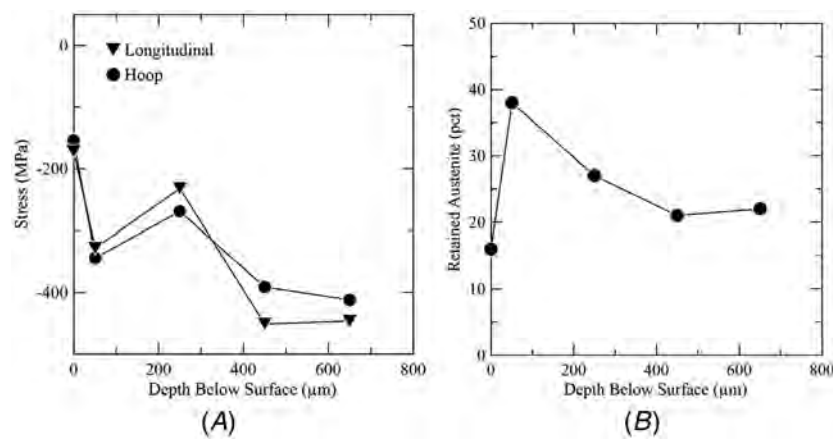 0
-200
-400
Stress (MPa)
Longitudinal
Hoop
0 200 400 600 800
Depth Below Surface (µm)
(A)
50
40
30
20
10
0
Retained Austenite (pct)
0 200 400 600 800
Depth Below Surface (µm)
(B)